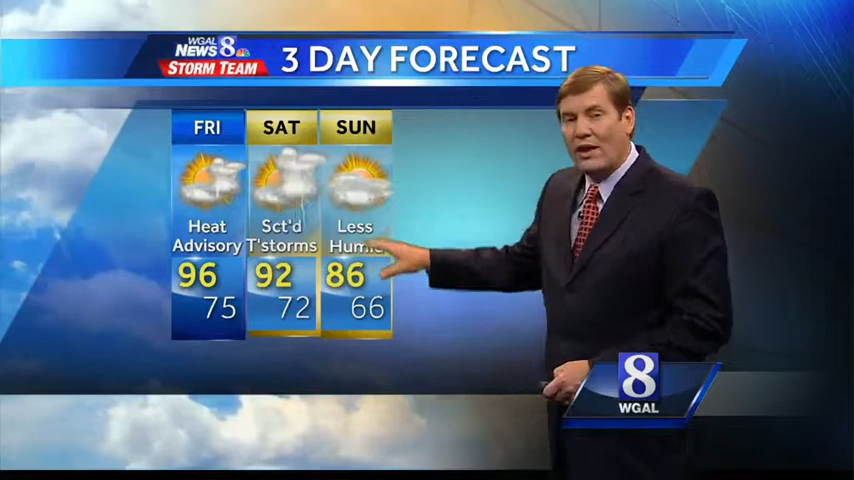 WGAL
NEWS 8
STORM TEAM
3 DAY FORECAST
FRI SAT SUN
Heat Sct'd Less
Advisory T'storms
96 92 86
75 72 66
8
WGAL